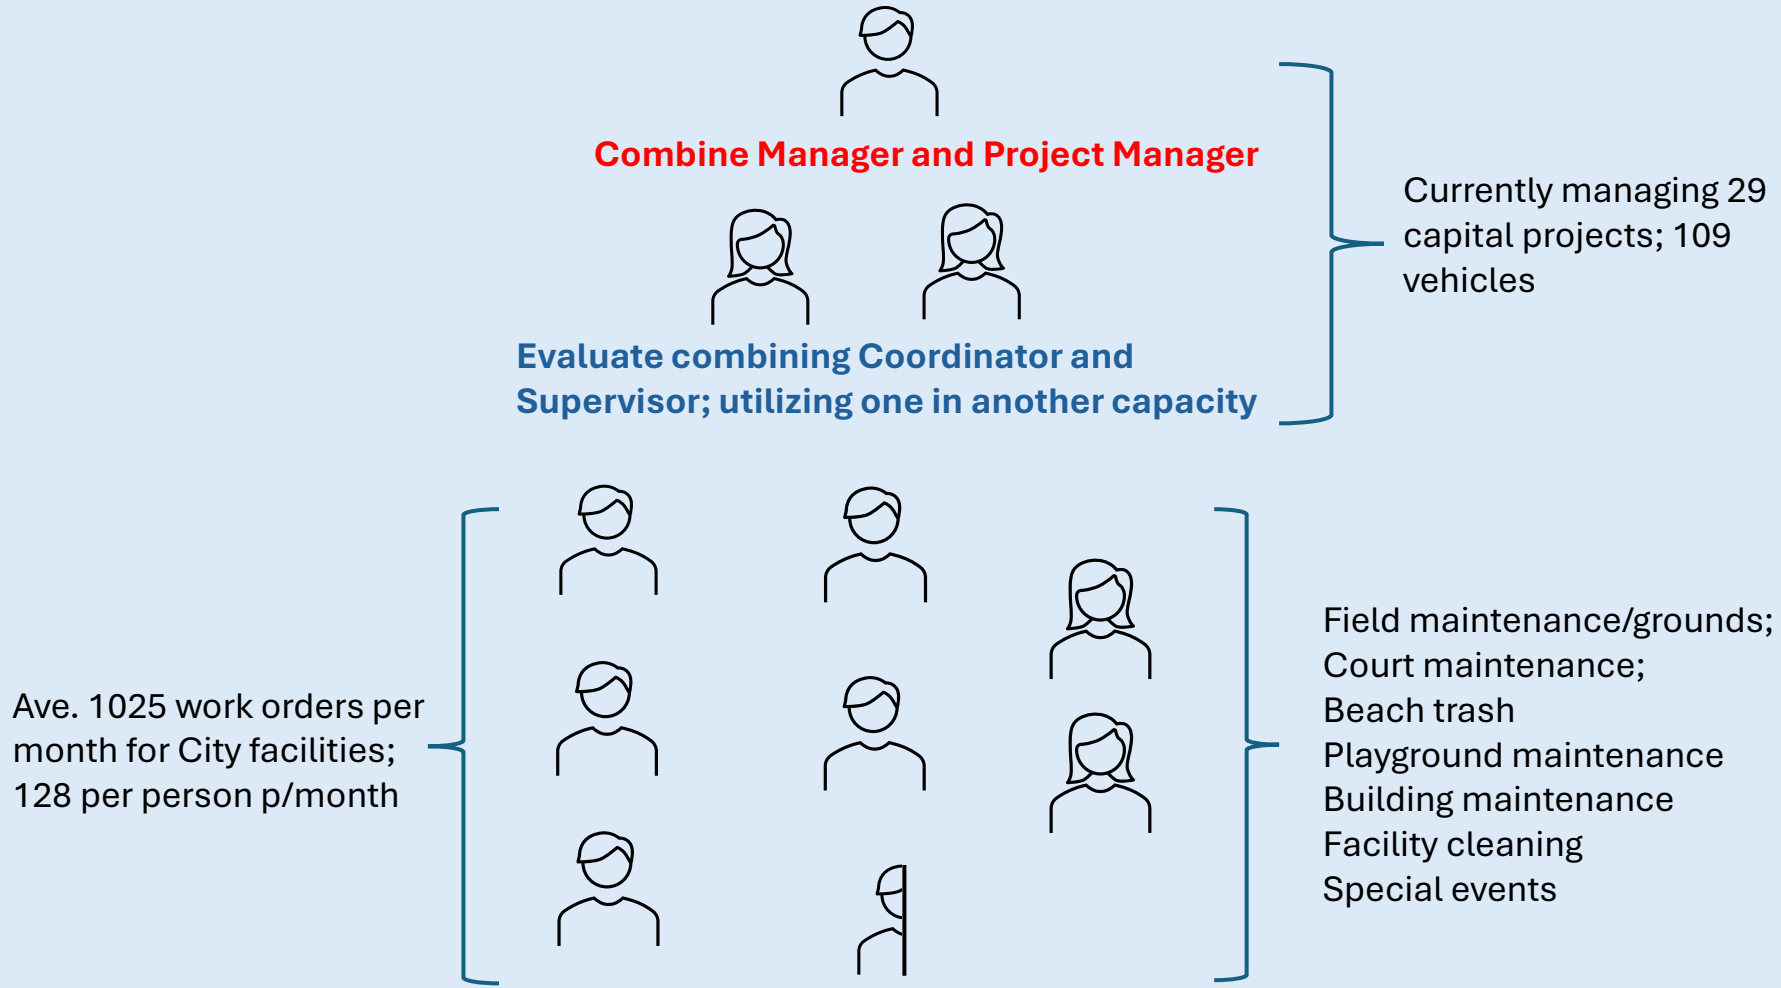 Combine Manager and Project Manager
Currently managing 29
capital projects; 109
vehicles
Evaluate combining Coordinator and
Supervisor; utilizing one in another capacity
Ave. 1025 work orders per
month for City facilities;
128 per person p/month
Field maintenance/grounds;
Court maintenance;
Beach trash
Playground maintenance
Building maintenance
Facility cleaning
Special events